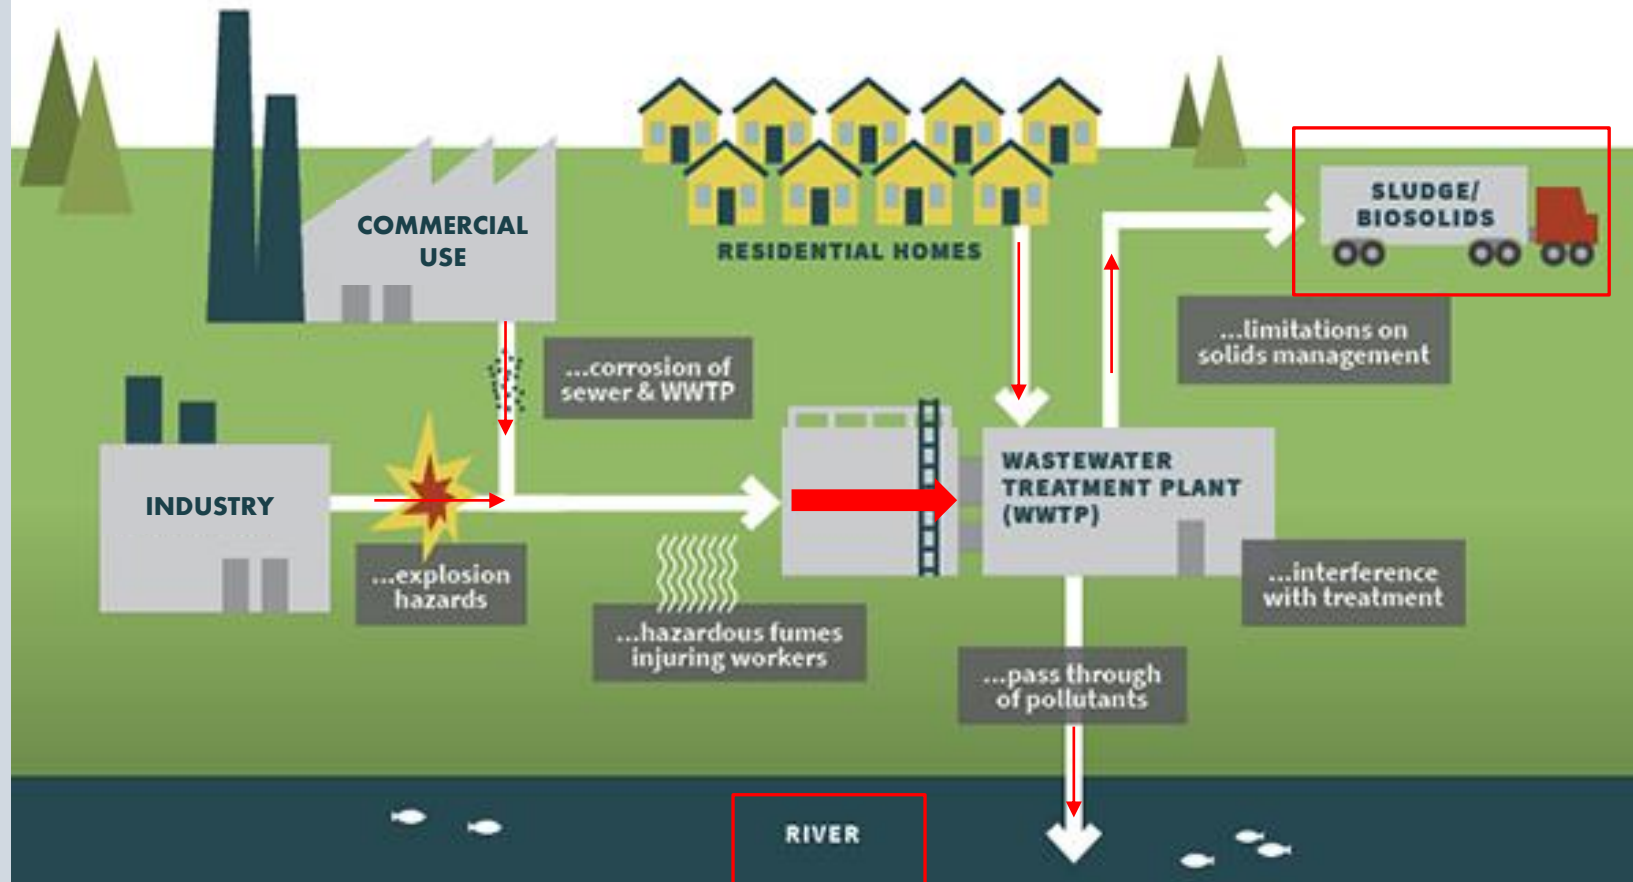 COMMERCIAL
USE
RESIDENTIAL HOMES
SLUDGE/
BIOSOLIDS
...limitations on
solids management
...corrosion of
sewer & WWTP
INDUSTRY
WASTEWATER
TREATMENT PLANT
(WWTP)
...explosion
hazards
...hazardous fumes
injuring workers
...interference
with treatment
...pass through
of pollutants
RIVER